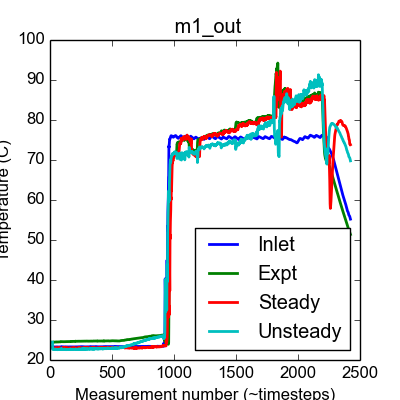 m1_out
100
90
80
70
60
50
40
30
20
Temperature (C)
Inlet
Expt
Steady
Unsteady
0 500 1000 1500 2000 2500
Measurement number (~timesteps)